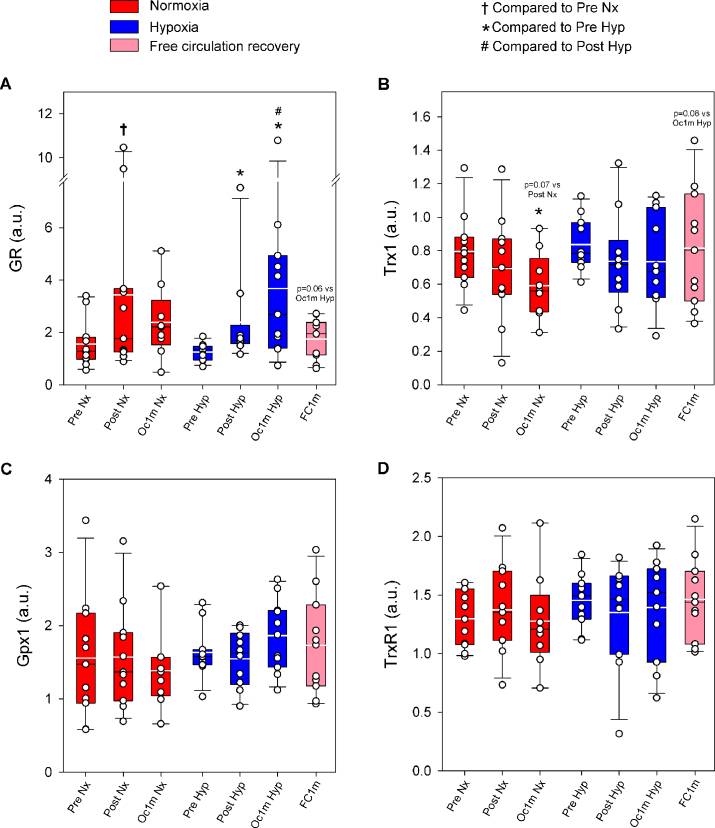 Normoxia
Hypoxia
Free circulation recovery
† Compared to Pre Nx
* Compared to Pre Hyp
# Compared to Post Hyp
A
GR (a.u.)
12
10
6
4
2
0
†
*
#
*
p=0.06 vs
Oc1m Hyp
Pre Nx
Post Nx
Oc1m Nx
Pre Hyp
Post Hyp
Oc1m Hyp
FC1m
B
Trx1 (a.u.)
1.6
1.4
1.2
1.0
0.8
0.6
0.4
0.2
0.0
p=0.07 vs
Post Nx
*
p=0.06 vs
Oc1m Hyp
Pre Nx
Post Nx
Oc1m Nx
Pre Hyp
Post Hyp
Oc1m Hyp
FC1m
C
Gpx1 (a.u.)
4
3
2
1
0
Pre Nx
Post Nx
Oc1m Nx
Pre Hyp
Post Hyp
Oc1m Hyp
FC1m
D
TrxR1 (a.u.)
2.5
2.0
1.5
1.0
0.5
0.0
Pre Nx
Post Nx
Oc1m Nx
Pre Hyp
Post Hyp
Oc1m Hyp
FC1m